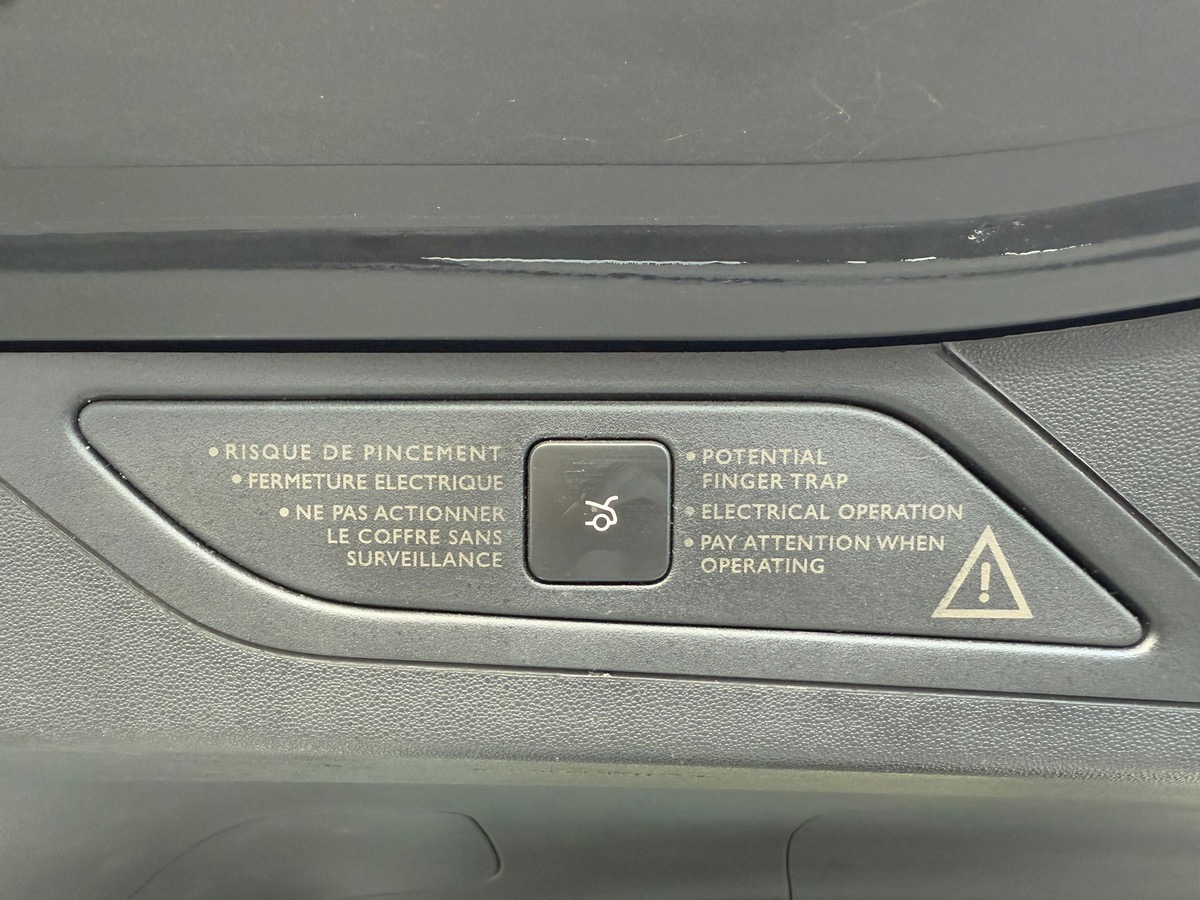 • RISQUE DE PINCEMENT
• FERMETURE ELECTRIQUE
• NE PAS ACTIONNER
LE COFFRE SANS
SURVEILLANCE
• POTENTIAL
FINGER TRAP
• ELECTRICAL OPERATION
• PAY ATTENTION WHEN
OPERATING
!